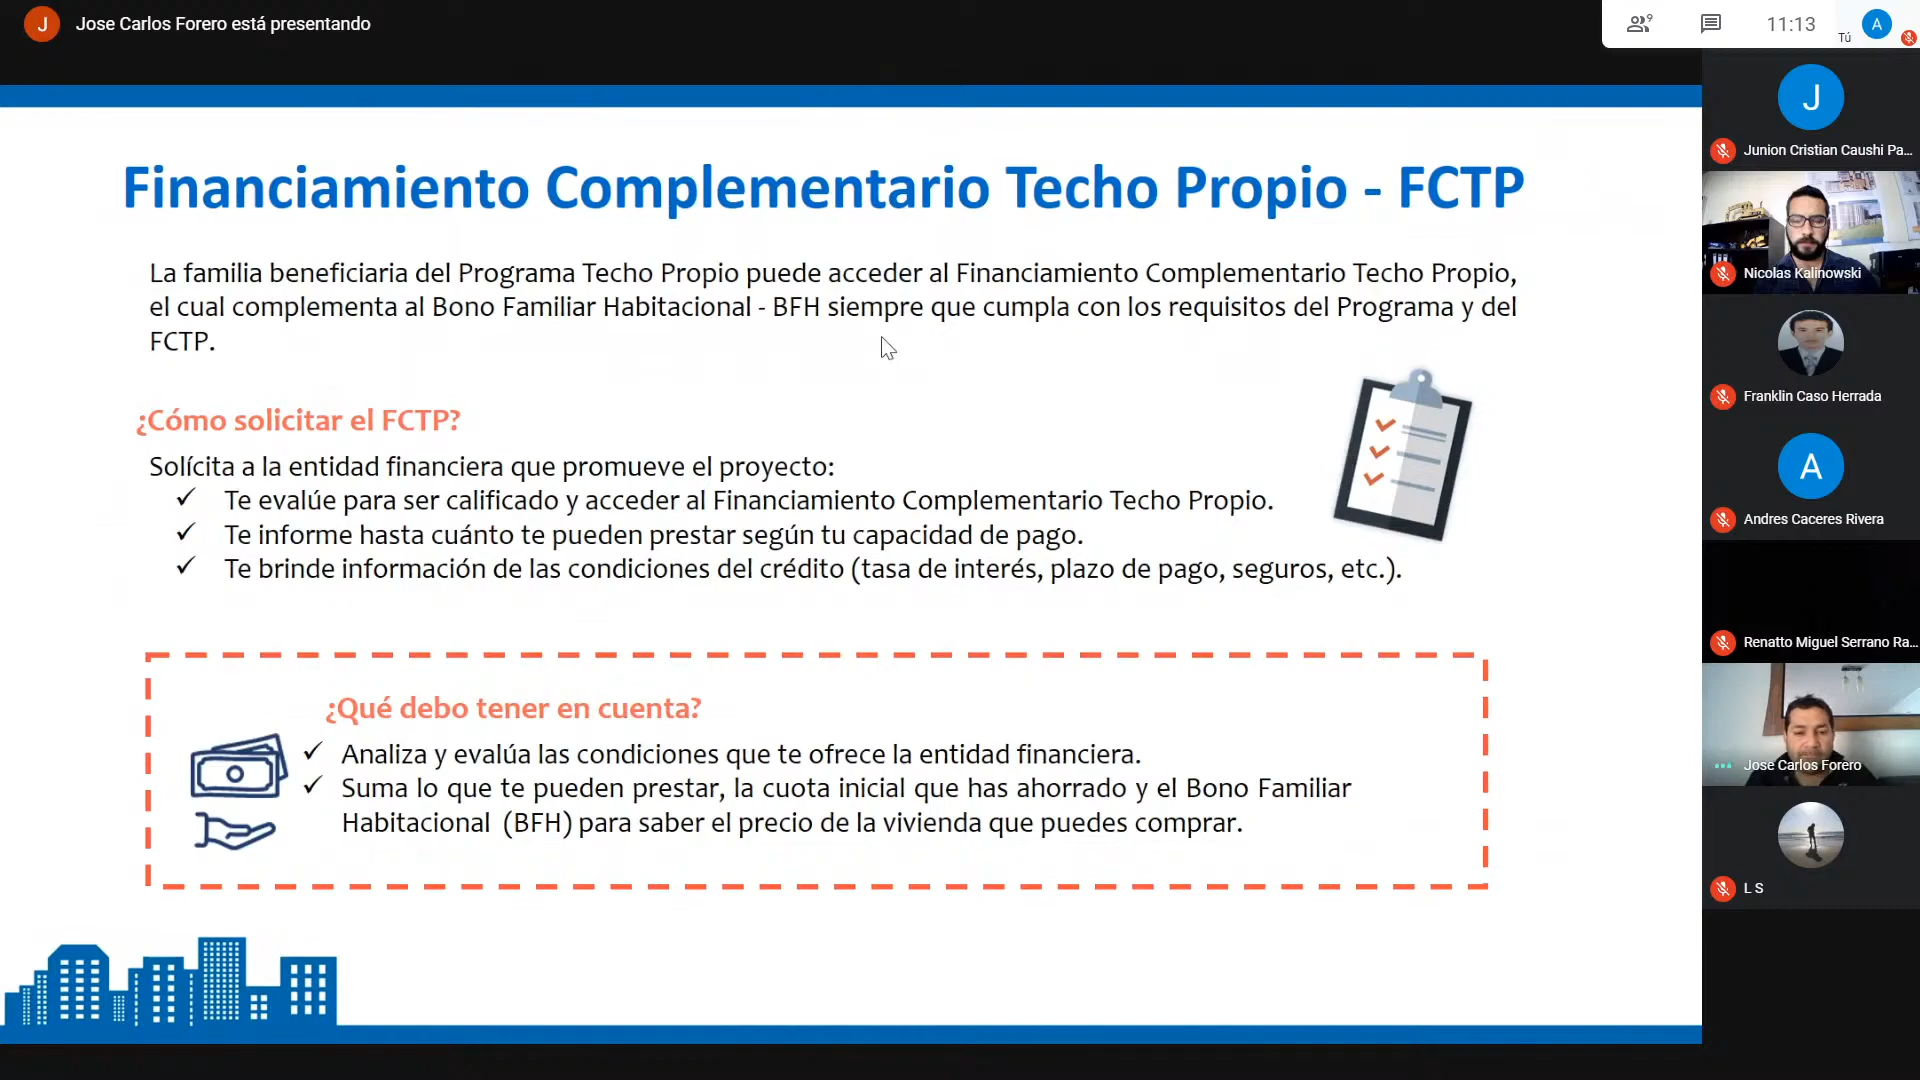 J
Jose Carlos Forero está presentando
9
11:13
Tú
A
Financiamiento Complementario Techo Propio - FCTP
La familia beneficiaria del Programa Techo Propio puede acceder al Financiamiento Complementario Techo Propio,
el cual complementa al Bono Familiar Habitacional - BFH siempre que cumpla con los requisitos del Programa y del
FCTP.
¿Cómo solicitar el FCTP?
Solícita a la entidad financiera que promueve el proyecto:
✓ Te evalúe para ser calificado y acceder al Financiamiento Complementario Techo Propio.
✓ Te informe hasta cuánto te pueden prestar según tu capacidad de pago.
✓ Te brinde información de las condiciones del crédito (tasa de interés, plazo de pago, seguros, etc.).
¿Qué debo tener en cuenta?
✓ Analiza y evalúa las condiciones que te ofrece la entidad financiera.
✓ Suma lo que te pueden prestar, la cuota inicial que has ahorrado y el Bono Familiar
Habitacional (BFH) para saber el precio de la vivienda que puedes comprar.
J
Junion Cristian Caushi Pa...
Nicolas Kalinowski
Franklin Caso Herrada
A
Andres Caceres Rivera
Renatto Miguel Serrano Ra...
Jose Carlos Forero
L S